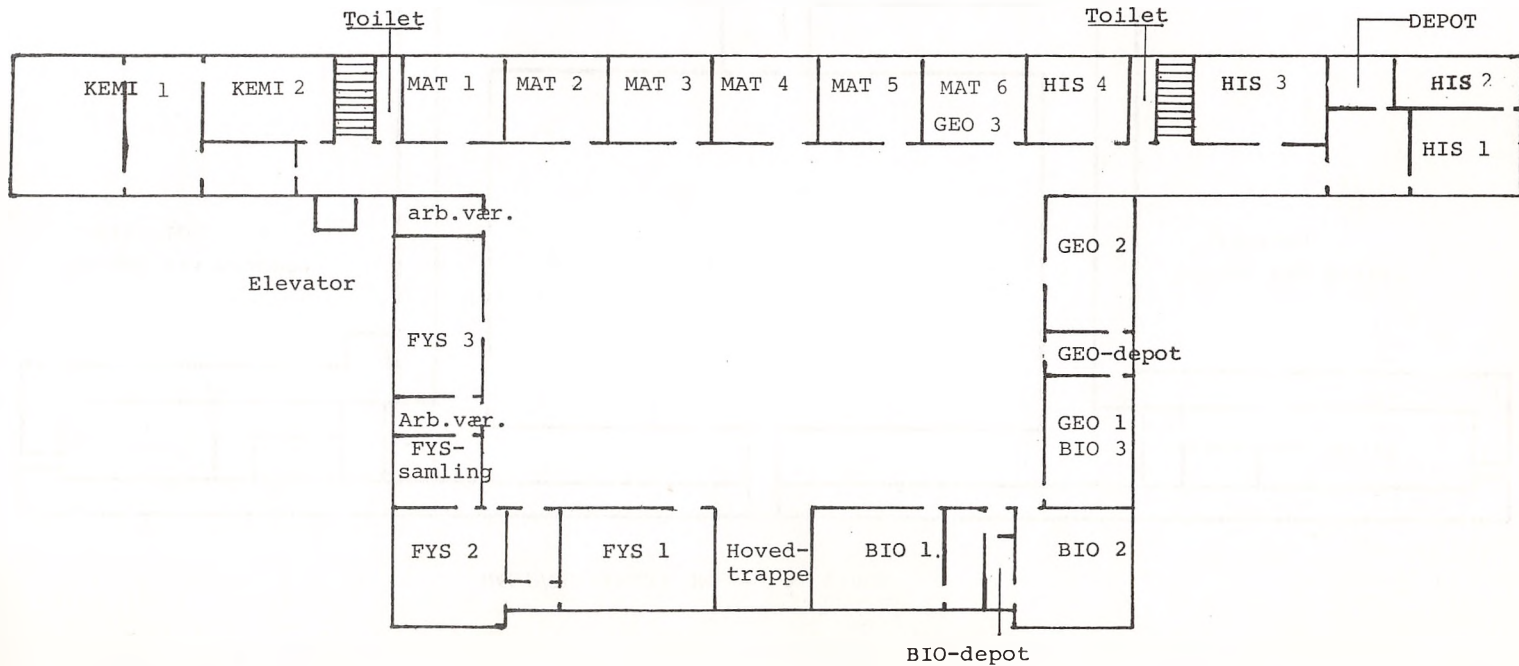 Toilet
Toilet
DEPOT
KEMI 1
KEMI 2
MAT 1
MAT 2
MAT 3
MAT 4
MAT 5
MAT 6
GEO 3
HIS 4
HIS 3
HIS 2
HIS 1
arb.vær.
Elevator
FYS 3
Arb.vær.
FYS-
samling
GEO 2
GEO-depot
GEO 1
BIO 3
FYS 2
FYS 1
Hoved-
trappe
BIO 1.
BIO 2
BIO-depot